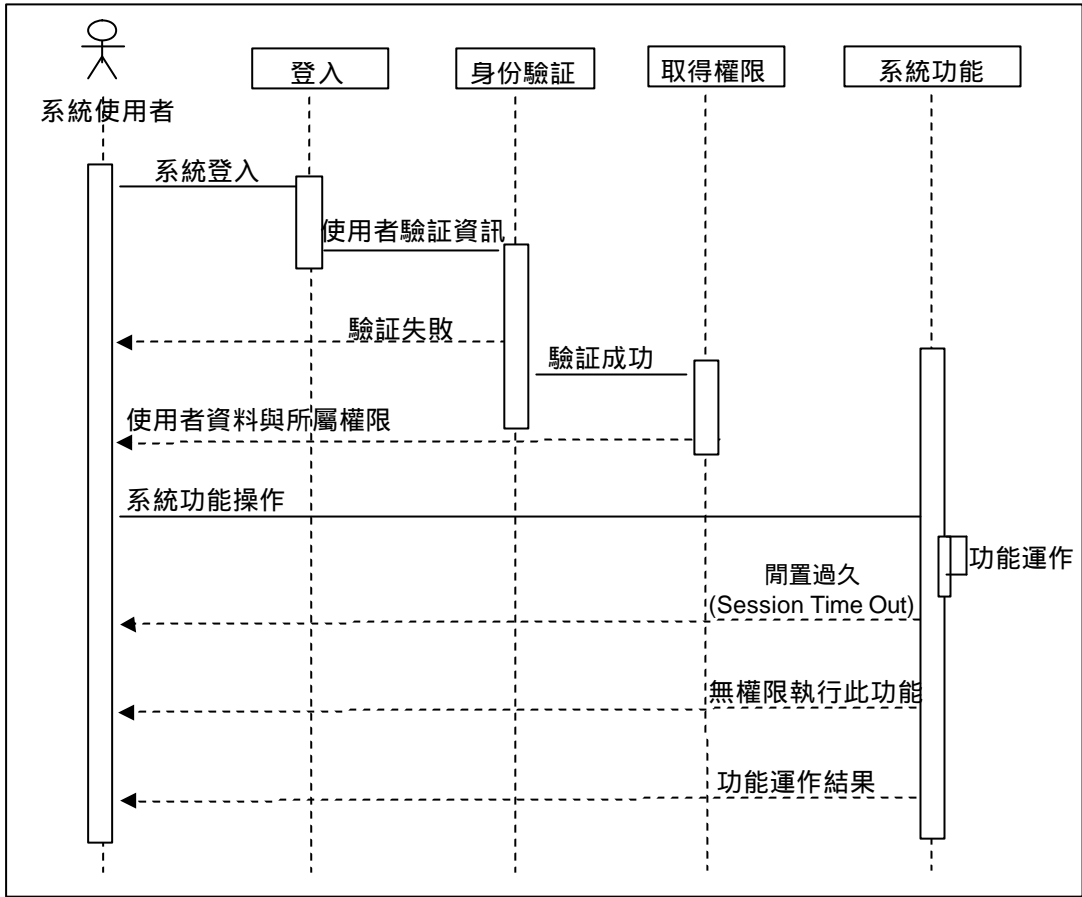 登入
身份驗証
取得權限
系統功能
系統使用者
系統登入
使用者驗証資訊
驗証失敗
驗証成功
使用者資料與所屬權限
系統功能操作
功能運作
閒置過久
(Session Time Out)
無權限執行此功能
功能運作結果